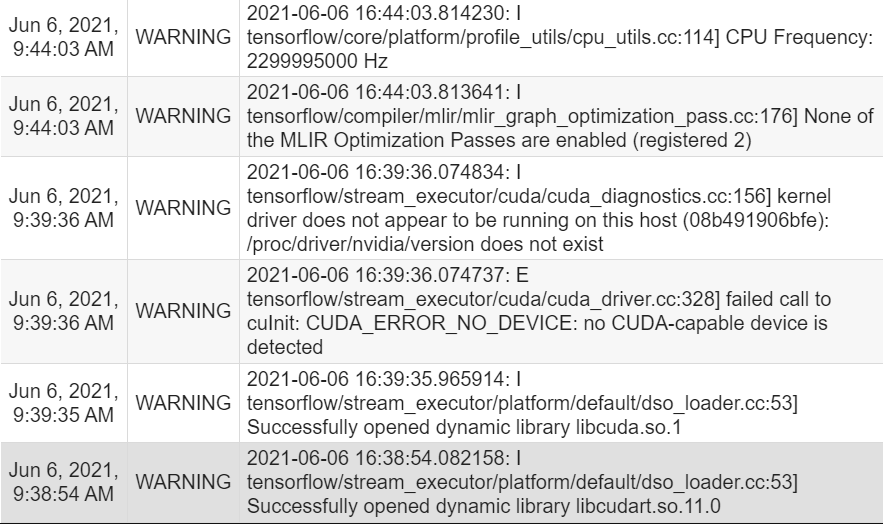 Jun 6, 2021,
9:44:03 AM
WARNING
2021-06-06 16:44:03.814230: I
tensorflow/core/platform/profile_utils/cpu_utils.cc:114] CPU Frequency:
2299995000 Hz
Jun 6, 2021,
9:44:03 AM
WARNING
2021-06-06 16:44:03.813641: I
tensorflow/compiler/mlir/mlir_graph_optimization_pass.cc:176] None of
the MLIR Optimization Passes are enabled (registered 2)
Jun 6, 2021,
9:39:36 AM
WARNING
2021-06-06 16:39:36.074834: I
tensorflow/stream_executor/cuda/cuda_diagnostics.cc:156] kernel
driver does not appear to be running on this host (08b491906bfe):
/proc/driver/nvidia/version does not exist
Jun 6, 2021,
9:39:36 AM
WARNING
2021-06-06 16:39:36.074737: E
tensorflow/stream_executor/cuda/cuda_driver.cc:328] failed call to
cuInit: CUDA_ERROR_NO_DEVICE: no CUDA-capable device is
detected
Jun 6, 2021,
9:39:35 AM
WARNING
2021-06-06 16:39:35.965914: I
tensorflow/stream_executor/platform/default/dso_loader.cc:53]
Successfully opened dynamic library libcuda.so.1
Jun 6, 2021,
9:38:54 AM
WARNING
2021-06-06 16:38:54.082158: I
tensorflow/stream_executor/platform/default/dso_loader.cc:53]
Successfully opened dynamic library libcudart.so.11.0